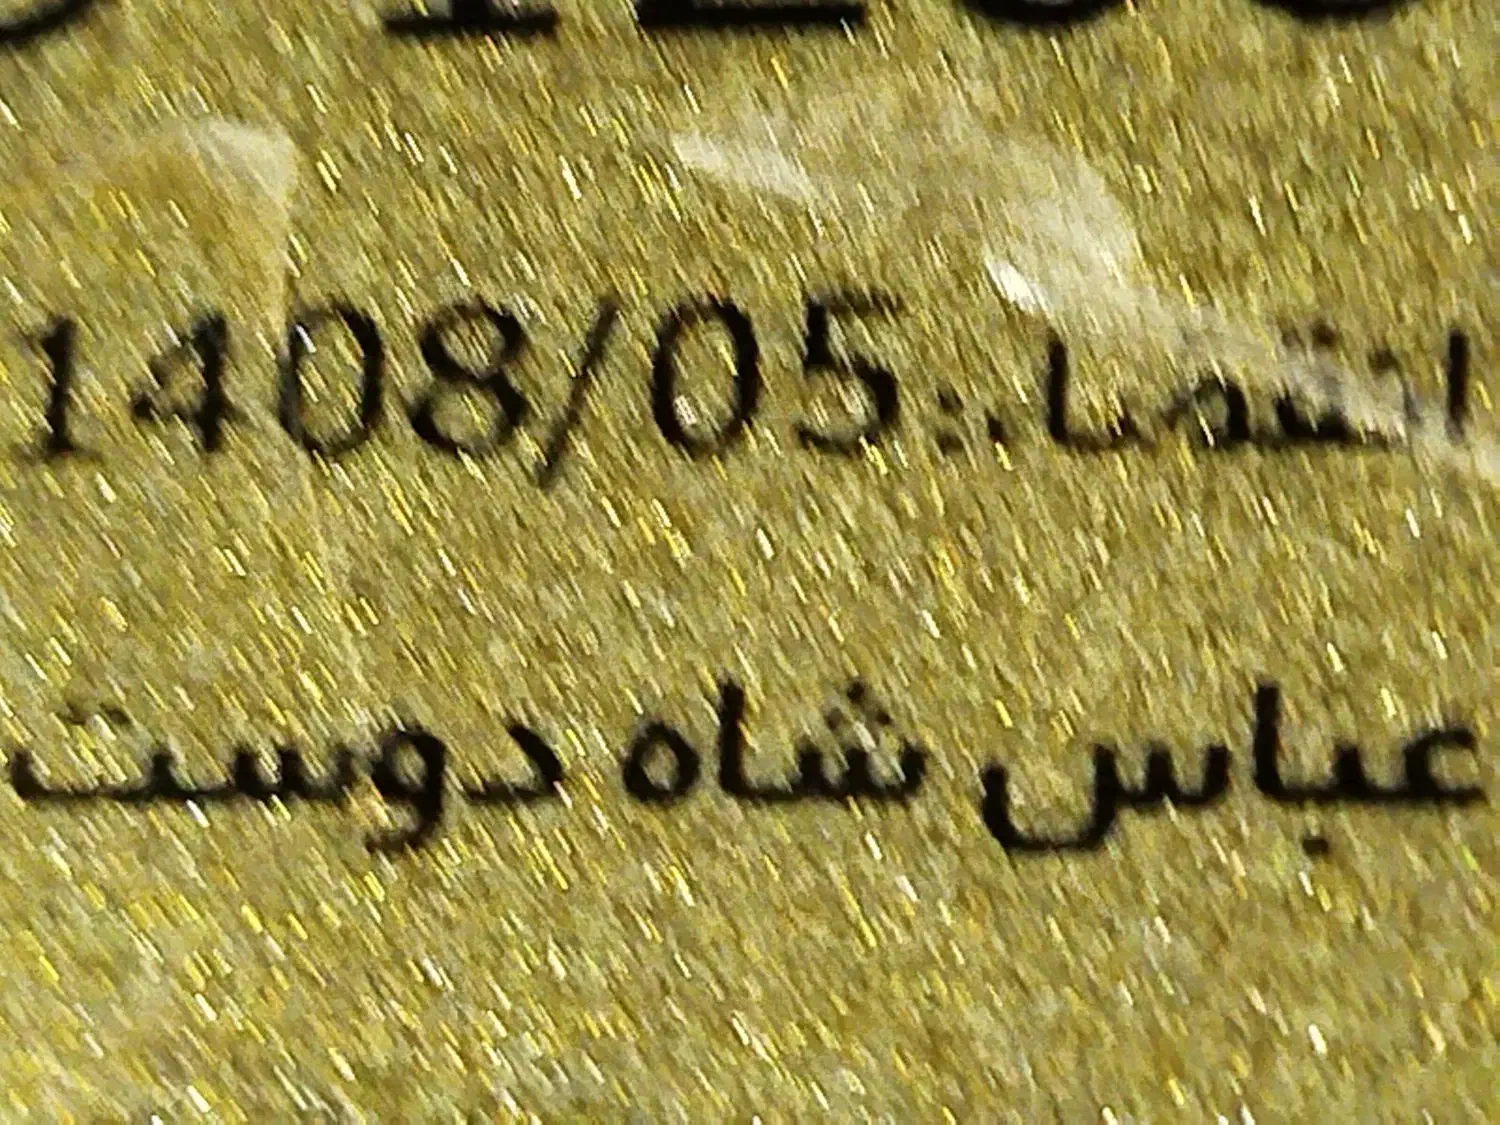 انقضا.: 1408/05
عباس شاه دوست